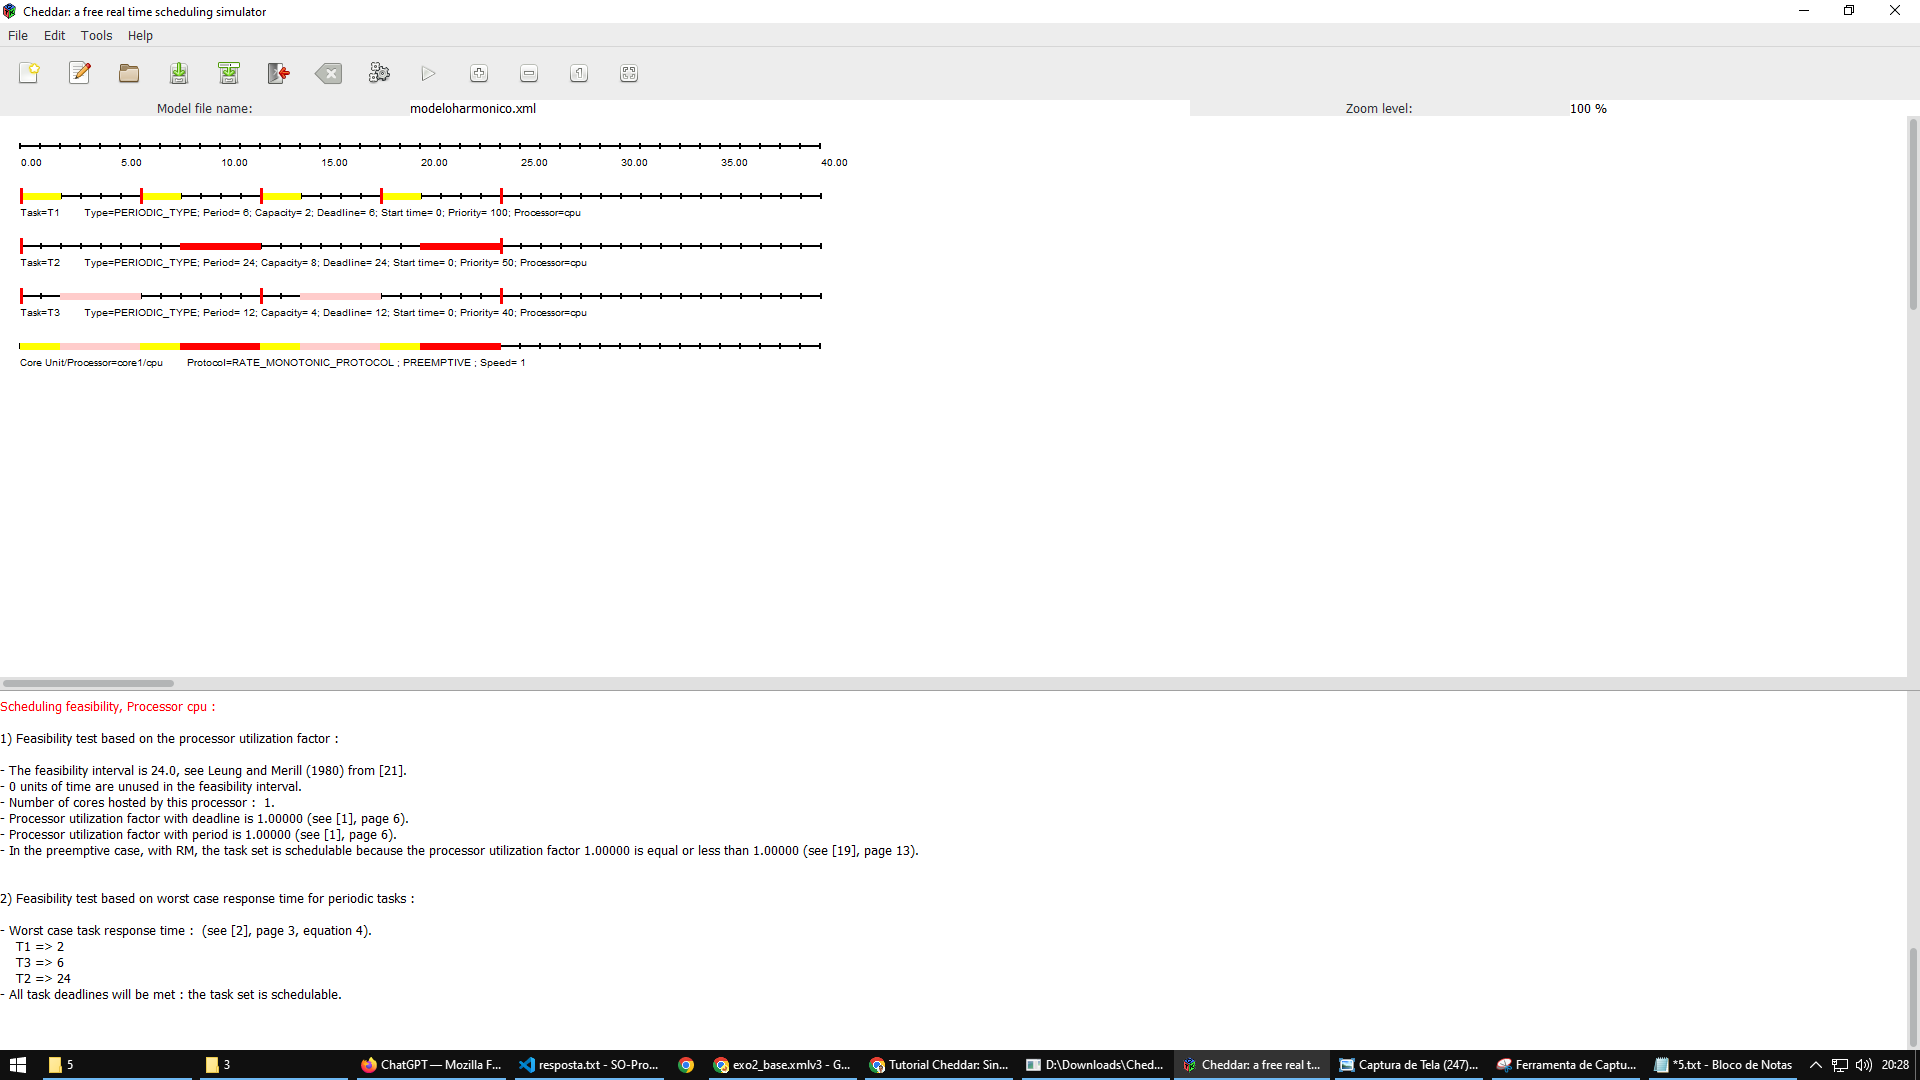 Cheddar: a free real time scheduling simulator
File Edit Tools Help
Model file name: modeloharmonico.xml Zoom level: 100 %
0.00 5.00 10.00 15.00 20.00 25.00 30.00 35.00 40.00
Task=T1 Type=PERIODIC_TYPE; Period= 6; Capacity= 2; Deadline= 6; Start time= 0; Priority= 100; Processor=cpu
Task=T2 Type=PERIODIC_TYPE; Period= 24; Capacity= 8; Deadline= 24; Start time= 0; Priority= 50; Processor=cpu
Task=T3 Type=PERIODIC_TYPE; Period= 12; Capacity= 4; Deadline= 12; Start time= 0; Priority= 40; Processor=cpu
Core Unit/Processor=core1/cpu Protocol=RATE_MONOTONIC_PROTOCOL ; PREEMPTIVE ; Speed= 1
Scheduling feasibility, Processor cpu :
1) Feasibility test based on the processor utilization factor :
- The feasibility interval is 24.0, see Leung and Merill (1980) from [21].
- 0 units of time are unused in the feasibility interval.
- Number of cores hosted by this processor : 1.
- Processor utilization factor with deadline is 1.00000 (see [1], page 6).
- Processor utilization factor with period is 1.00000 (see [1], page 6).
- In the preemptive case, with RM, the task set is schedulable because the processor utilization factor 1.00000 is equal or less than 1.00000 (see [19], page 13).
2) Feasibility test based on worst case response time for periodic tasks :
- Worst case task response time : (see [2], page 3, equation 4).
T1 => 2
T3 => 6
T2 => 24
- All task deadlines will be met : the task set is schedulable.
5 3 ChatGPT — Mozilla F... resposta.txt - SO-Pro... exo2_base.xmlv3 - G... Tutorial Cheddar: Sin... D:\Downloads\Ched... Cheddar: a free real t... Captura de Tela (247)... Ferramenta de Captu... *5.txt - Bloco de Notas 20:28